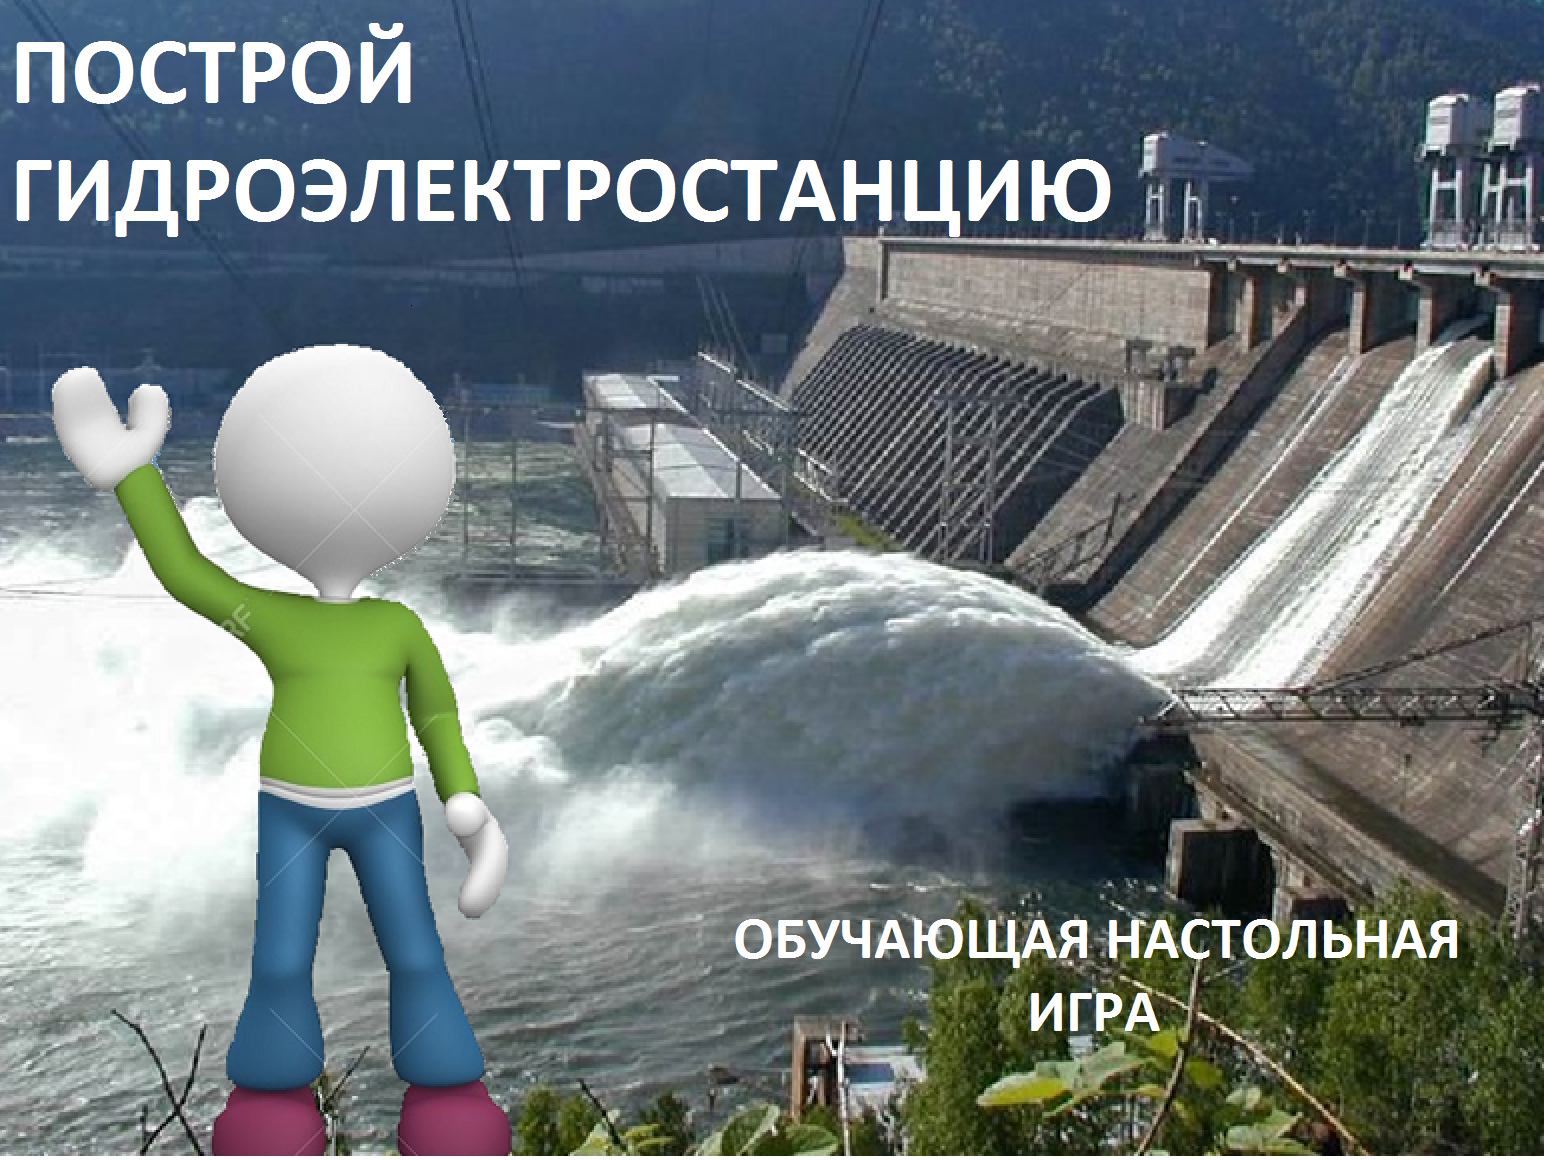 ПОСТРОЙ
ГИДРОЭЛЕКТРОСТАНЦИЮ
ОБУЧАЮЩАЯ НАСТОЛЬНАЯ
ИГРА